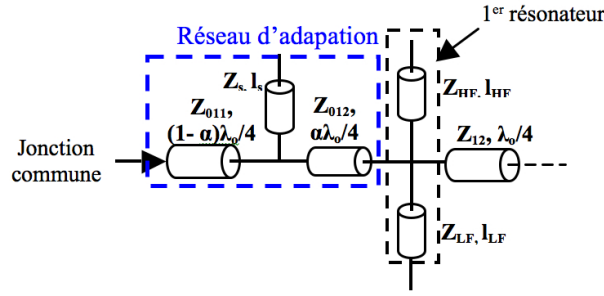 1er résonateur
Réseau d'adapation
Zs, ls
Z011,
(1- α)λo/4
Z012,
αλo/4
ZHF, lHF
Z12, λo/4
Jonction
commune
ZLF, lLF